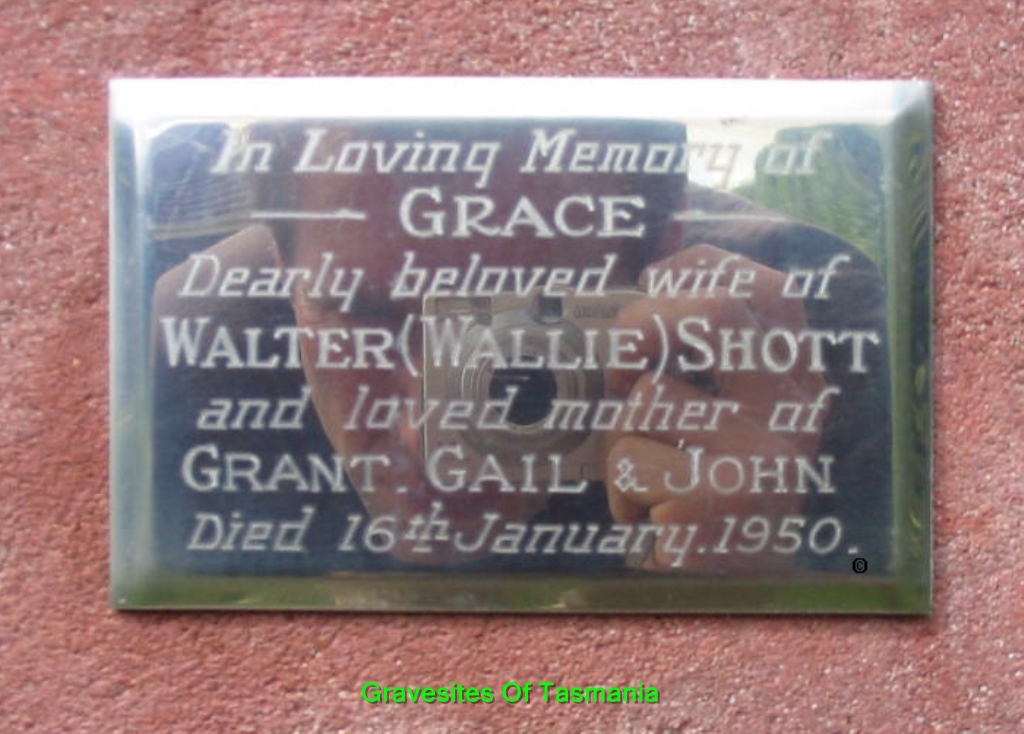 In Loving Memory of
GRACE
Dearly beloved wife of
WALTER (WALLIE) SHOTT
and loved mother of
GRANT. GAIL & JOHN
Died 16th January. 1950.
©
Gravesites Of Tasmania